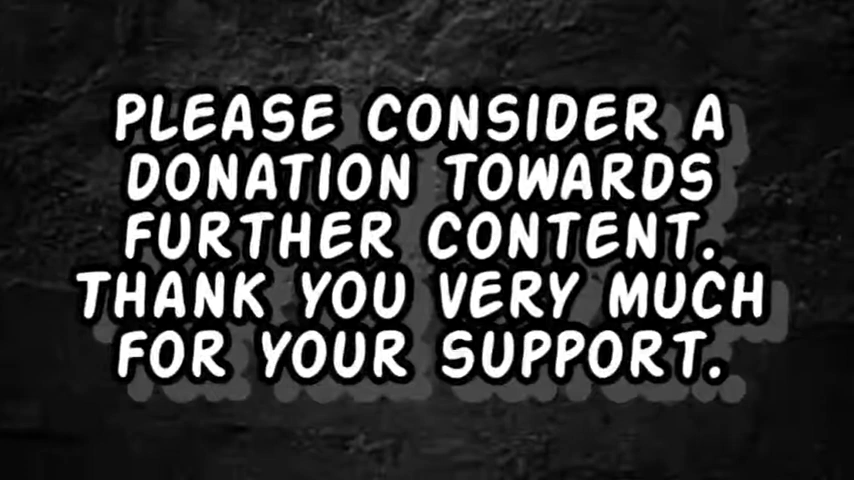 PLEASE CONSIDER A
DONATION TOWARDS
FURTHER CONTENT.
THANK YOU VERY MUCH
FOR YOUR SUPPORT.